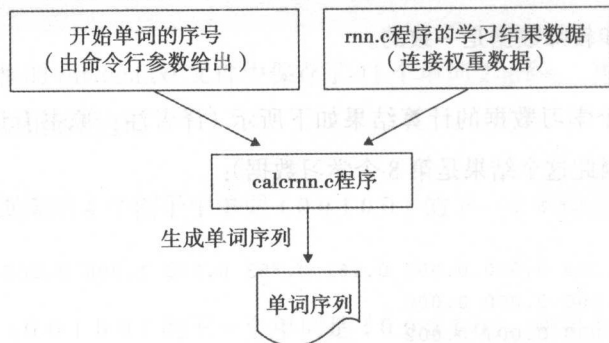 开始单词的序号
（由命令行参数给出）
rnn.c程序的学习结果数据
（连接权重数据）
calcrnn.c程序
生成单词序列
单词序列